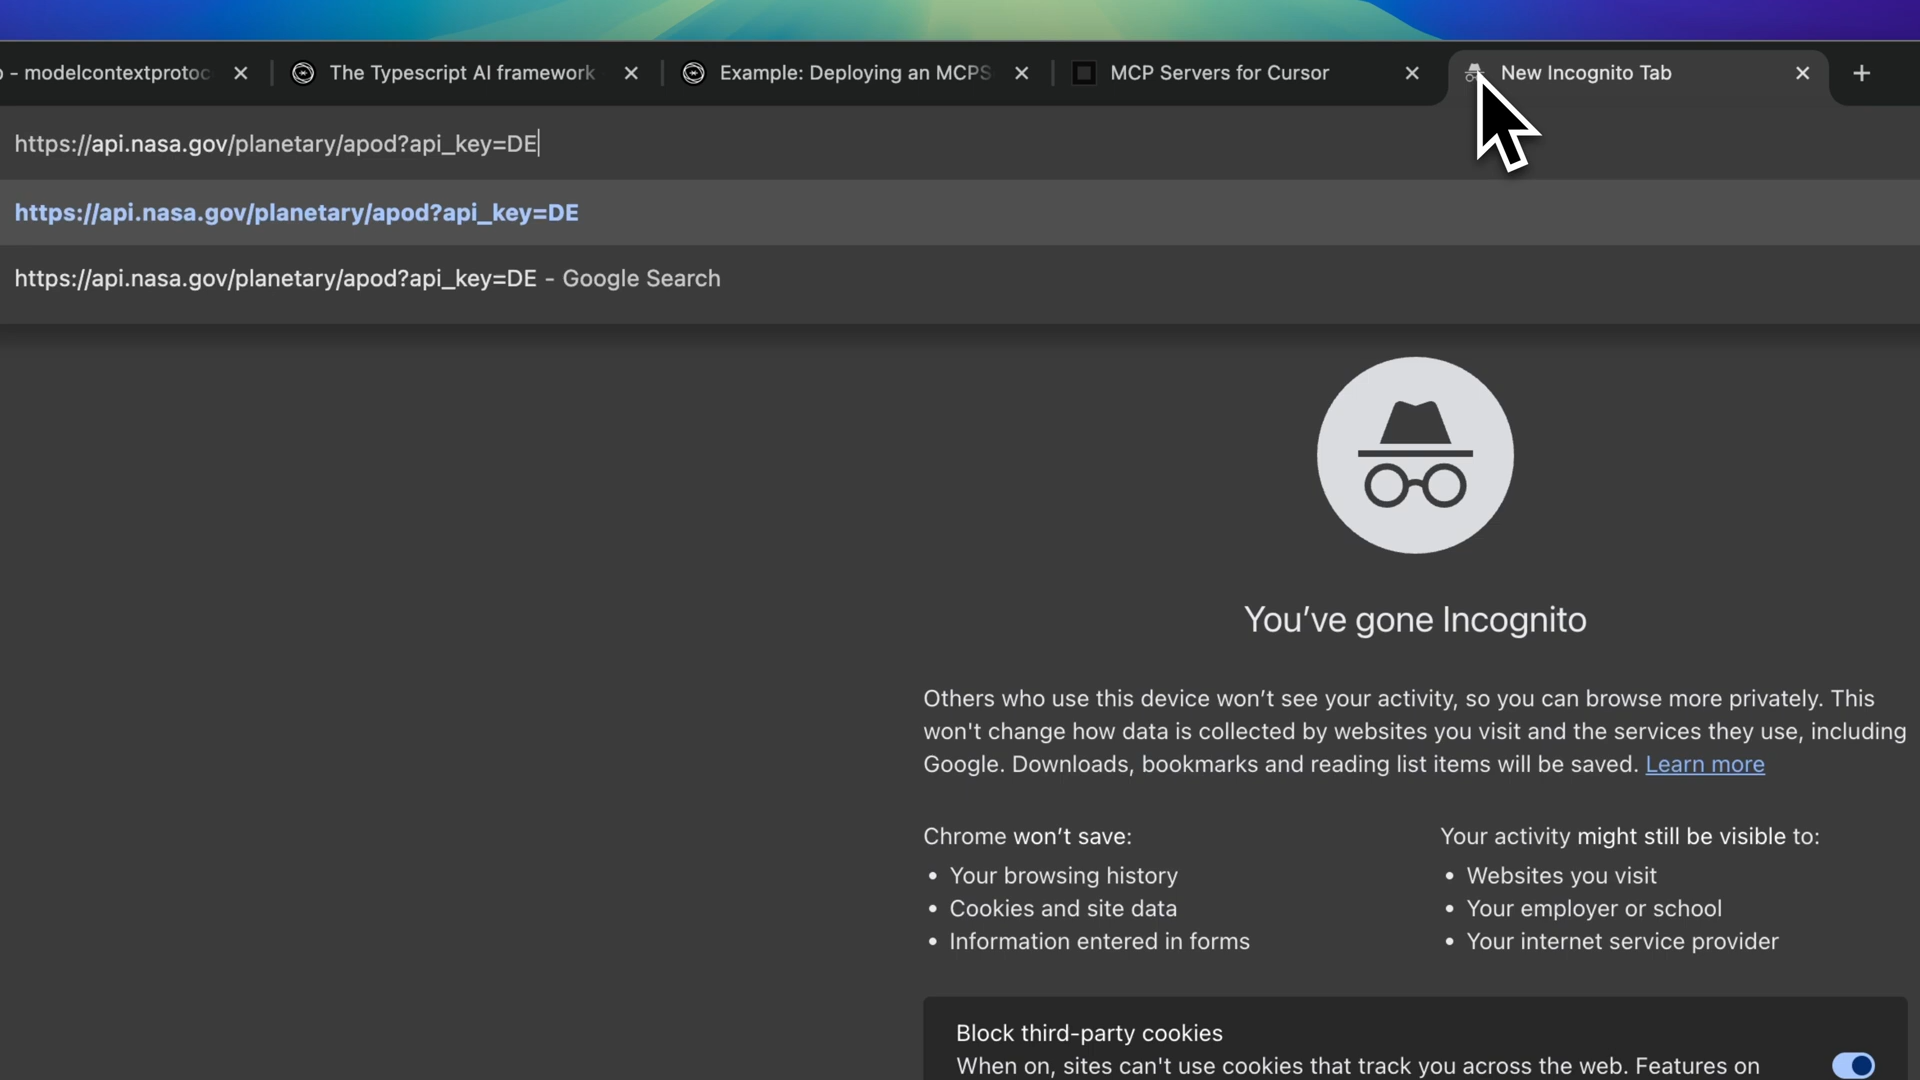 - modelcontextprotoc
The Typescript AI framework
Example: Deploying an MCPS
MCP Servers for Cursor
New Incognito Tab
https://api.nasa.gov/planetary/apod?api_key=DE
https://api.nasa.gov/planetary/apod?api_key=DE
https://api.nasa.gov/planetary/apod?api_key=DE - Google Search
You've gone Incognito
Others who use this device won't see your activity, so you can browse more privately. This
won't change how data is collected by websites you visit and the services they use, including
Google. Downloads, bookmarks and reading list items will be saved. Learn more
Chrome won't save:
• Your browsing history
• Cookies and site data
• Information entered in forms
Your activity might still be visible to:
• Websites you visit
• Your employer or school
• Your internet service provider
Block third-party cookies
When on, sites can't use cookies that track you across the web. Features on